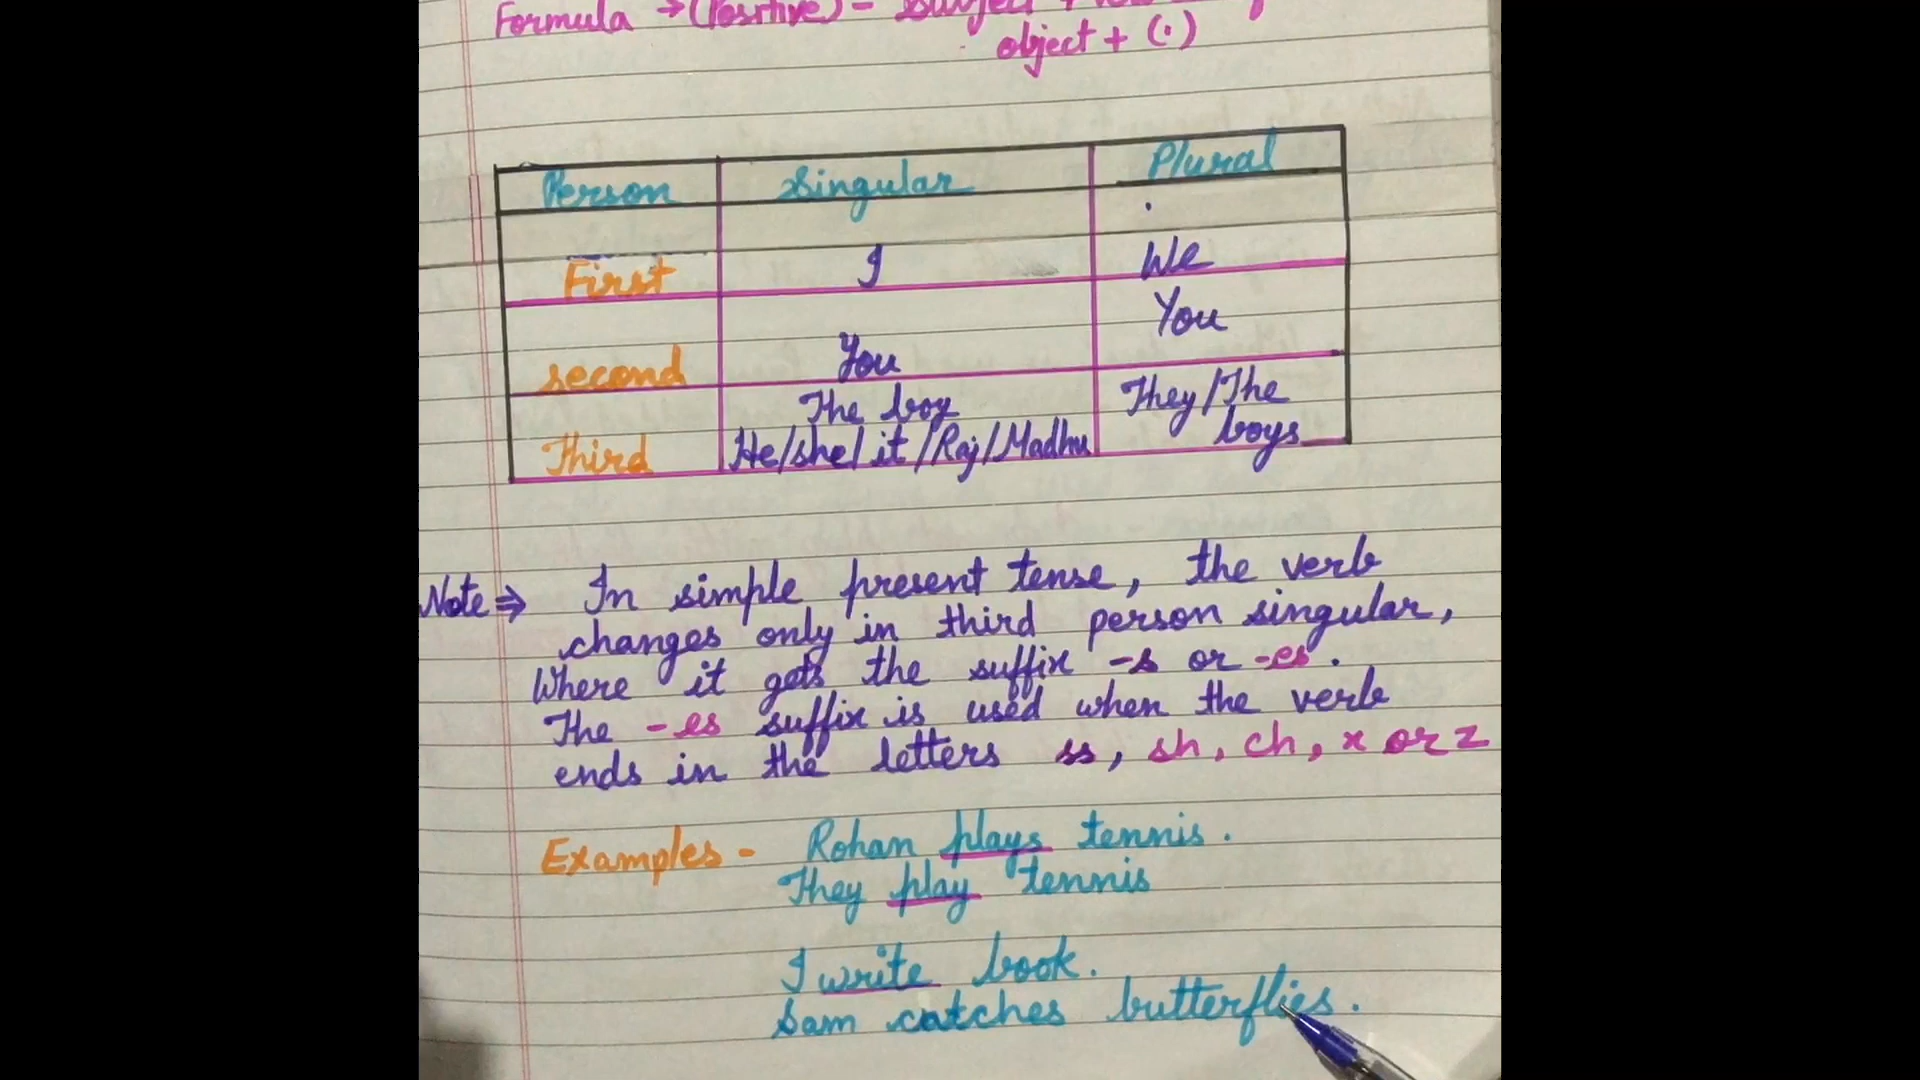 Formula → (Positive) - Subject +
object + (.)
Person Singular Plural
First I We
You
second You
The boy They/The
Third He/she/it/Raj/Madhu boys
Note ⇒ In simple present tense, the verb
changes only in third person singular,
Where it gets the suffix -s or -es.
The -es suffix is used when the verb
ends in the letters ss, sh, ch, x or z
Examples - Rohan plays tennis.
They play tennis
I write book.
Sam catches butterflies.